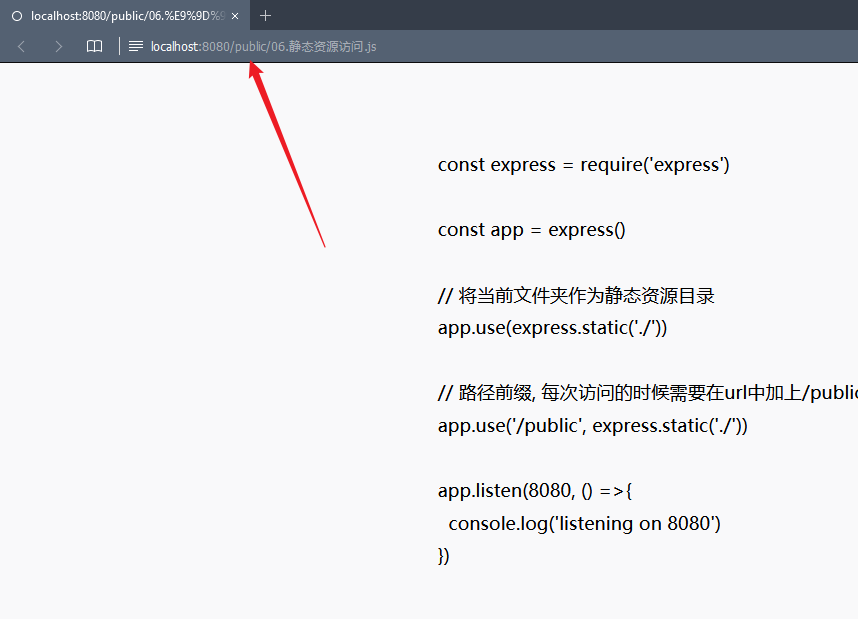 localhost:8080/public/06.%E9%9D%9
localhost:8080/public/06.静态资源访问.js
const express = require('express')
const app = express()
// 将当前文件夹作为静态资源目录
app.use(express.static('./'))
// 路径前缀, 每次访问的时候需要在url中加上/public
app.use('/public', express.static('./'))
app.listen(8080, () =>{
console.log('listening on 8080')
})